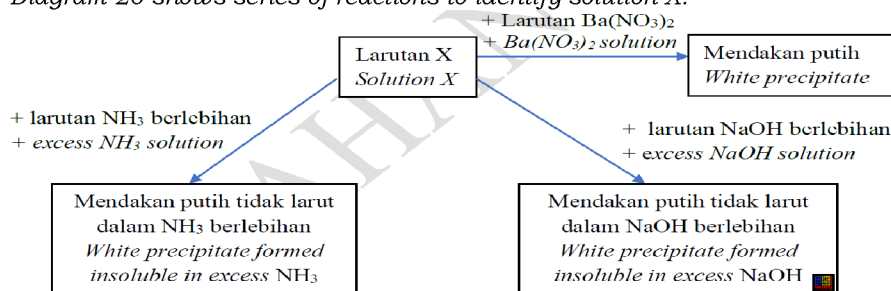 Diagram 26 shows series of reactions to identify solution X.
+ Larutan Ba(NO₃)₂
+ Ba(NO₃)₂ solution
Larutan X
Solution X
Mendakan putih
White precipitate
+ larutan NH₃ berlebihan
+ excess NH₃ solution
+ larutan NaOH berlebihan
+ excess NaOH solution
Mendakan putih tidak larut
dalam NH₃ berlebihan
White precipitate formed
insoluble in excess NH₃
Mendakan putih tidak larut
dalam NaOH berlebihan
White precipitate formed
insoluble in excess NaOH
AHAN